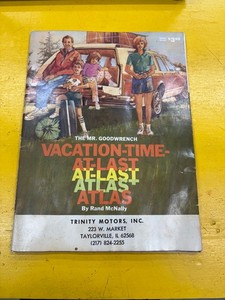 THE MR. GOODWRENCH
VACATION-TIME-
AT-LAST
AT-LAST
ATLAS
ATLAS
By Rand McNally
TRINITY MOTORS, INC.
222 W. MARKET
TAYLORVILLE, IL 62568
(217) 824-2255